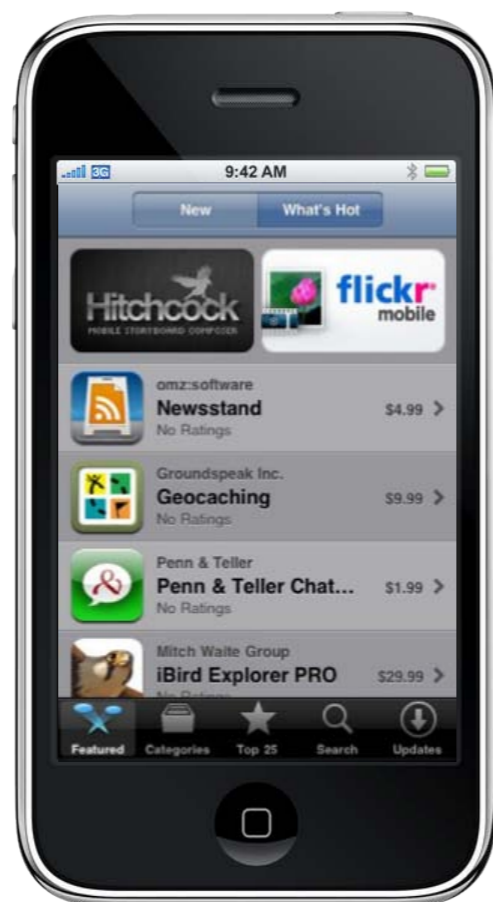 3G 9:42 AM
New What's Hot
Hitchcock
MOBILE STORYBOARD COMPOSER
flickr
mobile
omz:software
Newsstand $4.99
No Ratings
Groundspeak Inc.
Geocaching $9.99
No Ratings
Penn & Teller
&
Penn & Teller Chat... $1.99
No Ratings
Mitch Waite Group
iBird Explorer PRO $29.99
No Ratings
Featured Categories Top 25 Search Updates